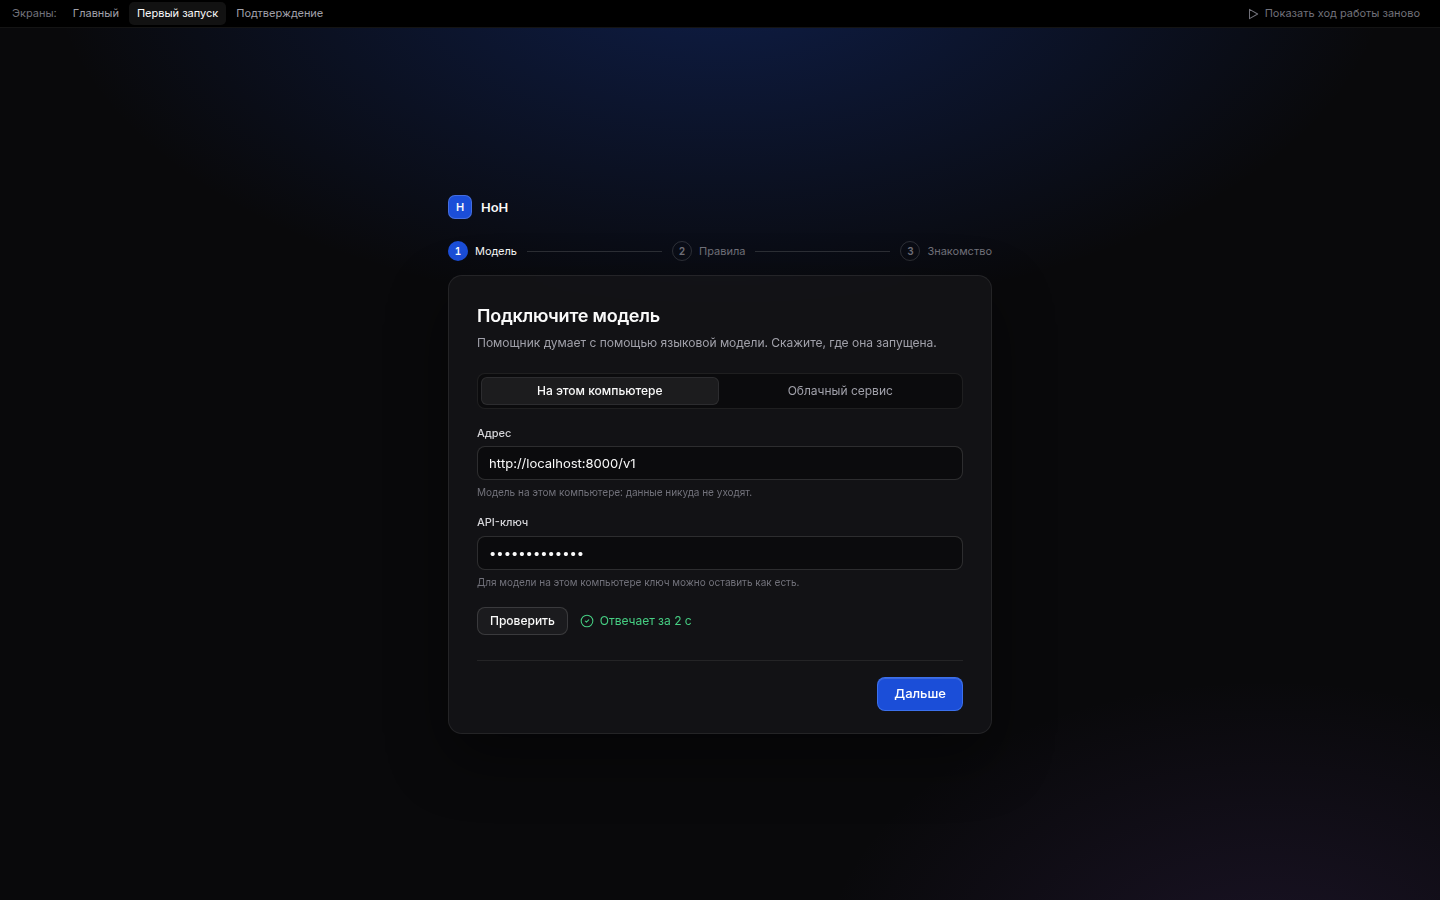 Экраны: Главный Первый запуск Подтверждение Показать ход работы заново
H HoH
1 Модель 2 Правила 3 Знакомство
Подключите модель
Помощник думает с помощью языковой модели. Скажите, где она запущена.
На этом компьютере Облачный сервис
Адрес
http://localhost:8000/v1
Модель на этом компьютере: данные никуда не уходят.
API-ключ
•••••••••••••
Для модели на этом компьютере ключ можно оставить как есть.
Проверить Отвечает за 2 с
Дальше